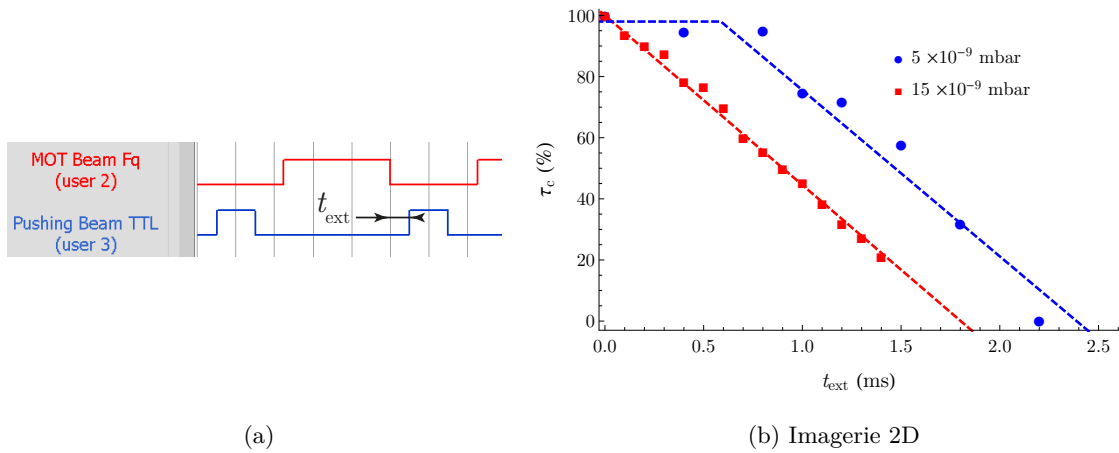 MOT Beam Fq
(user 2)
Pushing Beam TTL
(user 3)
t_ext
(a)
τ_c (%)
100
80
60
40
20
0
5 ×10⁻⁹ mbar
15 ×10⁻⁹ mbar
0.0 0.5 1.0 1.5 2.0 2.5
t_ext (ms)
(b) Imagerie 2D